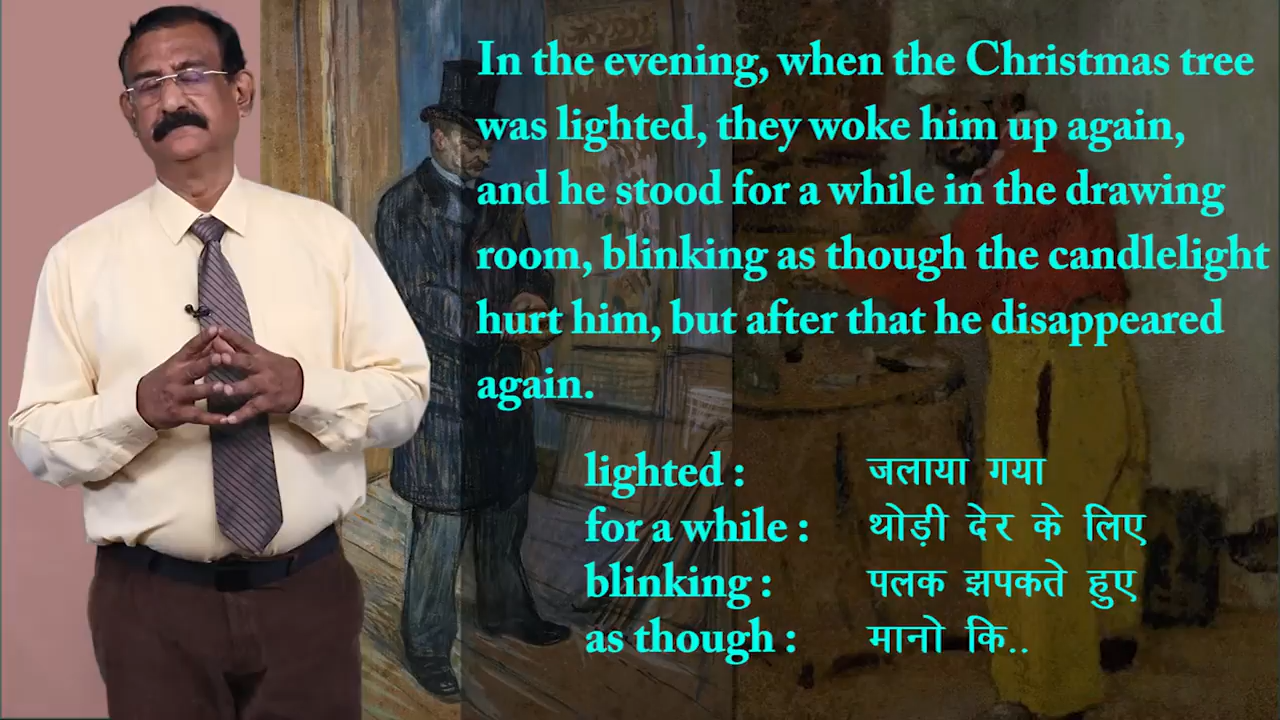 In the evening, when the Christmas tree
was lighted, they woke him up again,
and he stood for a while in the drawing
room, blinking as though the candlelight
hurt him, but after that he disappeared
again.
lighted : जलाया गया
for a while : थोड़ी देर के लिए
blinking : पलक झपकते हुए
as though : मानो कि..